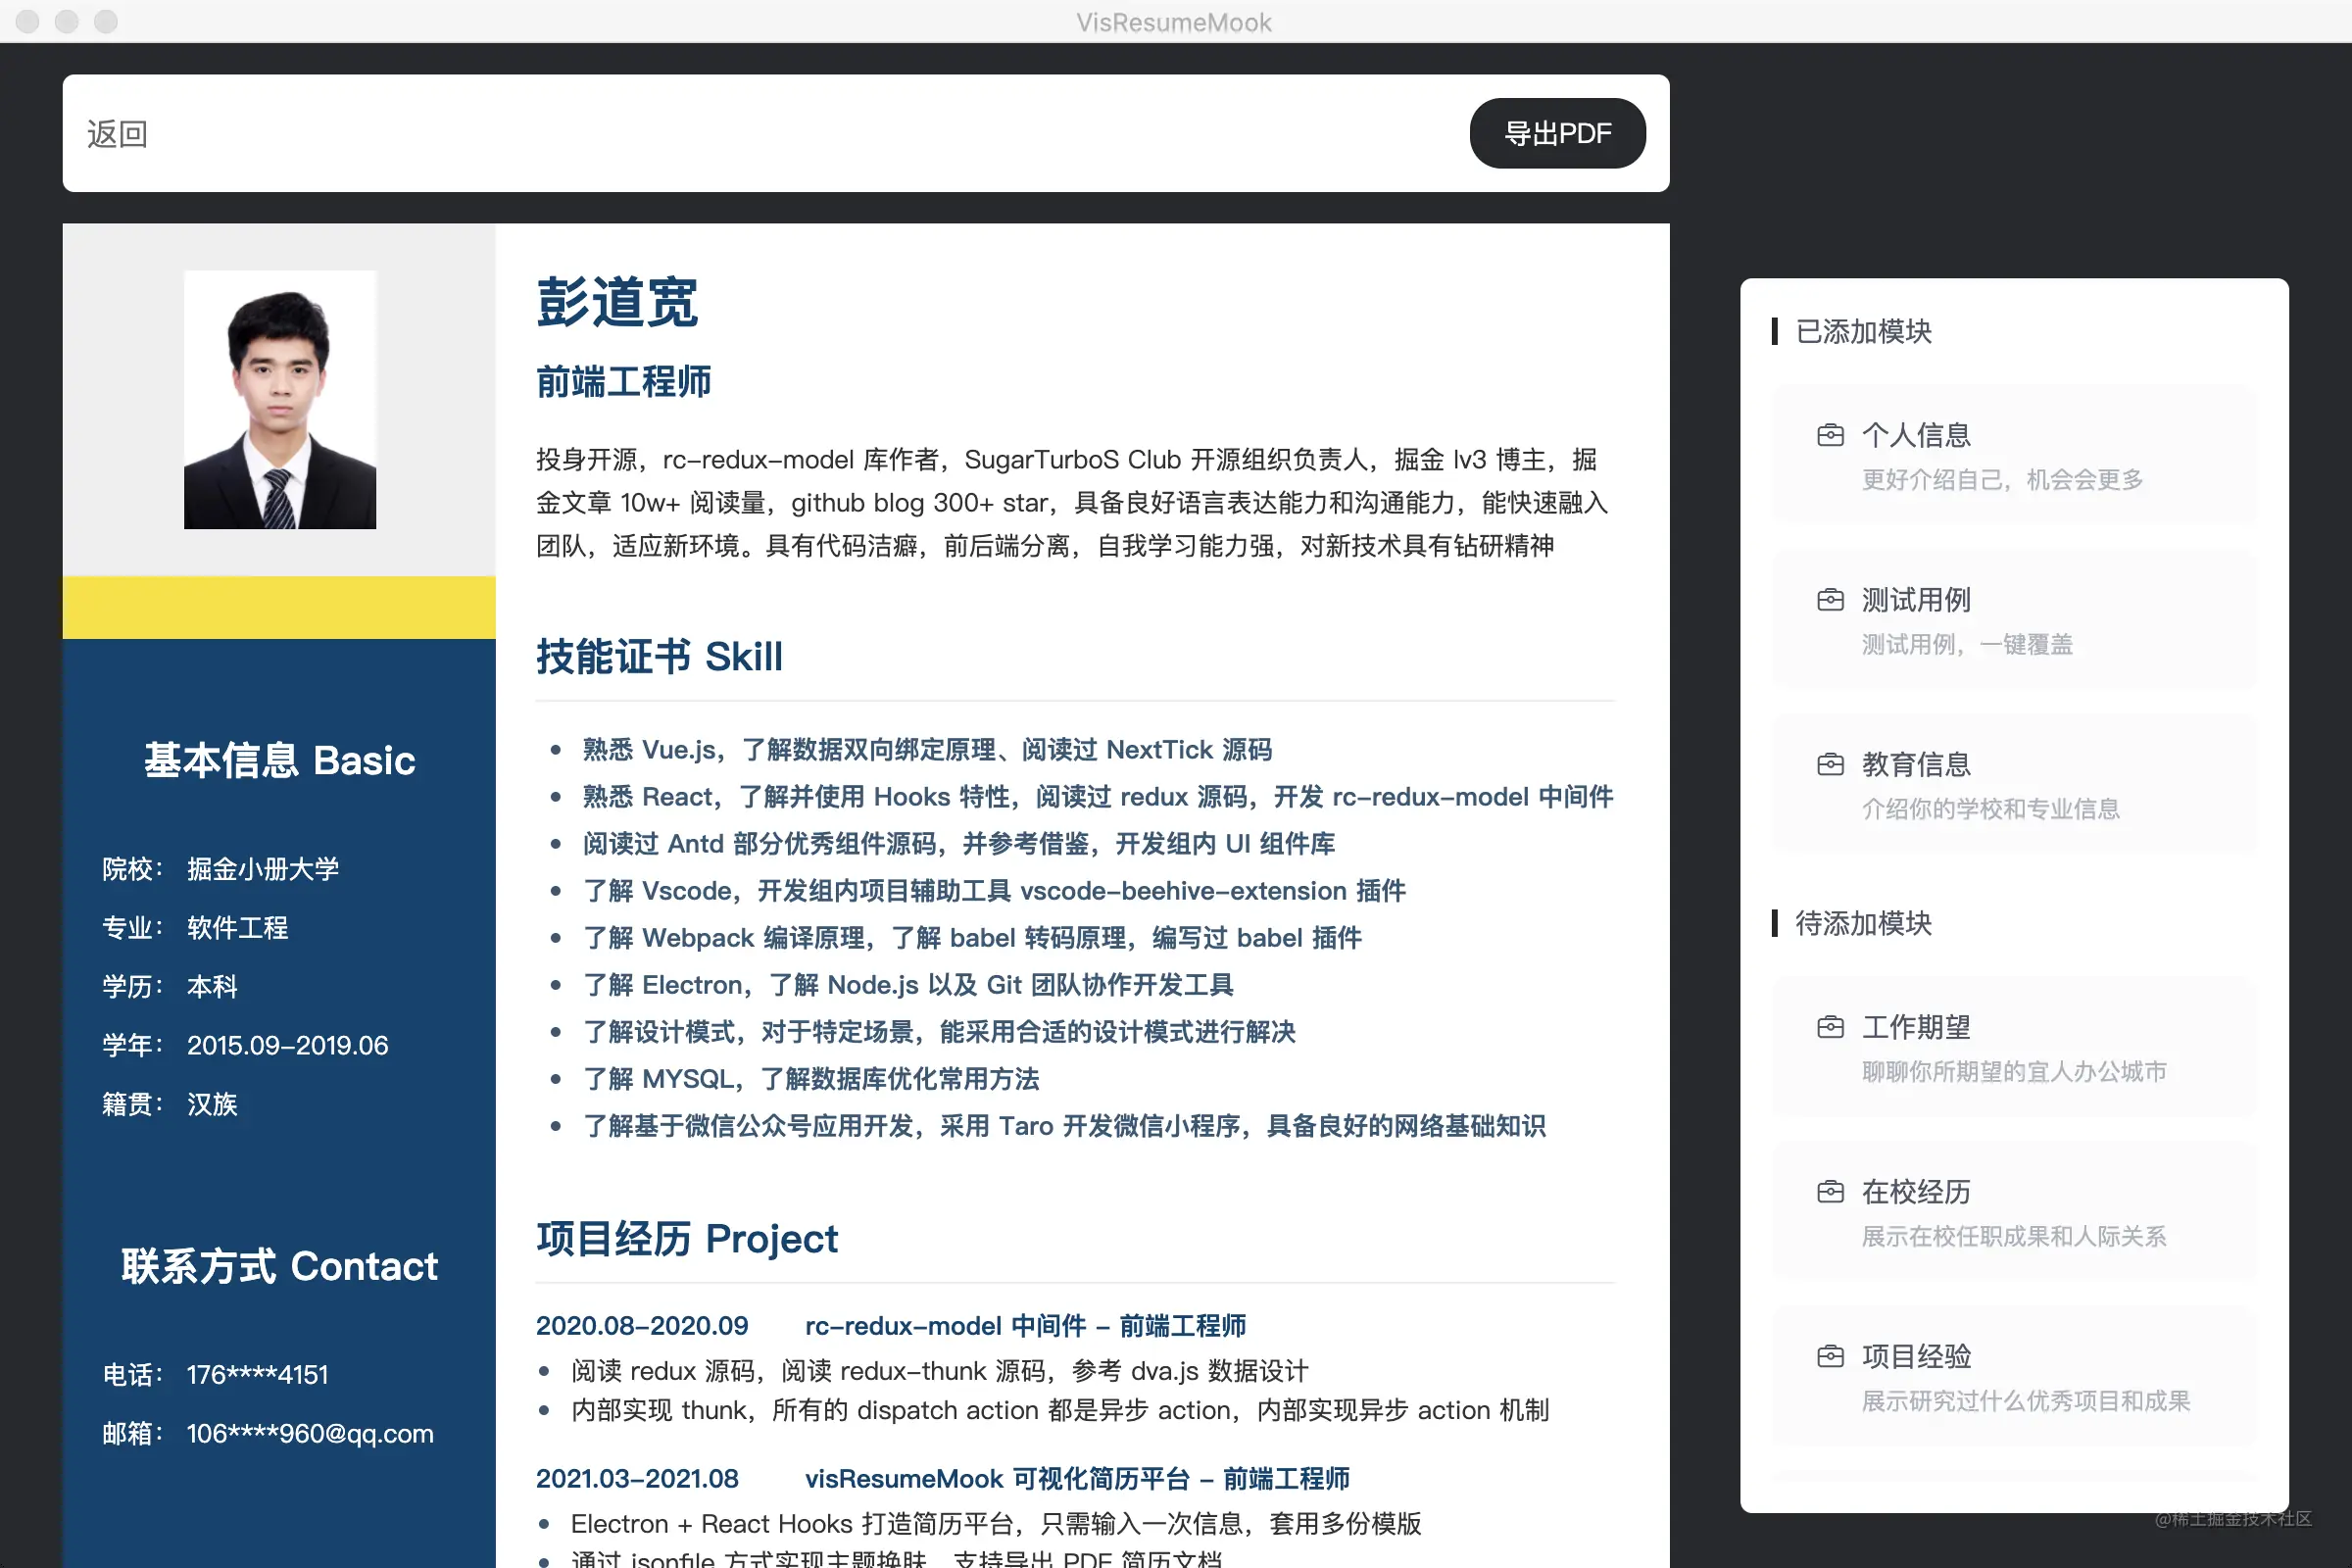 VisResumeMook
返回
导出PDF
彭道宽
前端工程师
投身开源，rc-redux-model 库作者，SugarTurboS Club 开源组织负责人，掘金 lv3 博主，掘
金文章 10w+ 阅读量，github blog 300+ star，具备良好语言表达能力和沟通能力，能快速融入
团队，适应新环境。具有代码洁癖，前后端分离，自我学习能力强，对新技术具有钻研精神
技能证书 Skill
熟悉 Vue.js，了解数据双向绑定原理、阅读过 NextTick 源码
熟悉 React，了解并使用 Hooks 特性，阅读过 redux 源码，开发 rc-redux-model 中间件
阅读过 Antd 部分优秀组件源码，并参考借鉴，开发组内 UI 组件库
了解 Vscode，开发组内项目辅助工具 vscode-beehive-extension 插件
了解 Webpack 编译原理，了解 babel 转码原理，编写过 babel 插件
了解 Electron，了解 Node.js 以及 Git 团队协作开发工具
了解设计模式，对于特定场景，能采用合适的设计模式进行解决
了解 MYSQL，了解数据库优化常用方法
了解基于微信公众号应用开发，采用 Taro 开发微信小程序，具备良好的网络基础知识
项目经历 Project
2020.08-2020.09 rc-redux-model 中间件 - 前端工程师
阅读 redux 源码，阅读 redux-thunk 源码，参考 dva.js 数据设计
内部实现 thunk，所有的 dispatch action 都是异步 action，内部实现异步 action 机制
2021.03-2021.08 visResumeMook 可视化简历平台 - 前端工程师
Electron + React Hooks 打造简历平台，只需输入一次信息，套用多份模版
通过 jsonfile 方式实现主题换肤，支持导出 PDF 简历文档
基本信息 Basic
院校： 掘金小册大学
专业： 软件工程
学历： 本科
学年： 2015.09-2019.06
籍贯： 汉族
联系方式 Contact
电话： 176****4151
邮箱： 106****960@qq.com
已添加模块
个人信息
更好介绍自己，机会会更多
测试用例
测试用例，一键覆盖
教育信息
介绍你的学校和专业信息
待添加模块
工作期望
聊聊你所期望的宜人办公城市
在校经历
展示在校任职成果和人际关系
项目经验
展示研究过什么优秀项目和成果
@稀土掘金技术社区